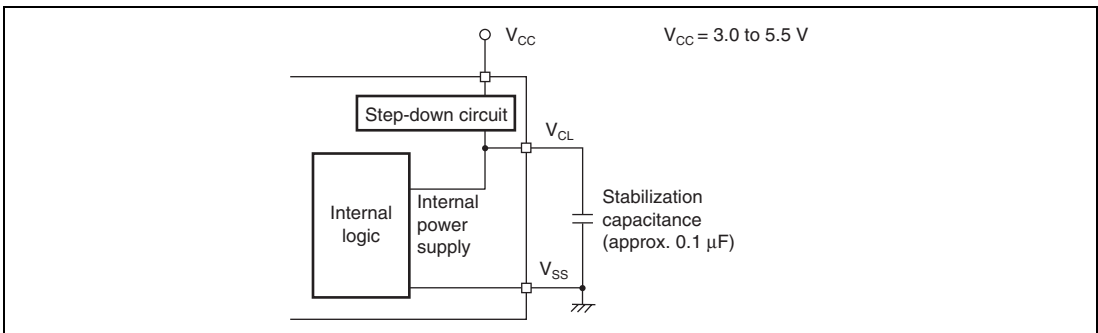 V_CC
V_CC = 3.0 to 5.5 V
Step-down circuit
V_CL
Internal
logic
Internal
power
supply
Stabilization
capacitance
(approx. 0.1 μF)
V_SS